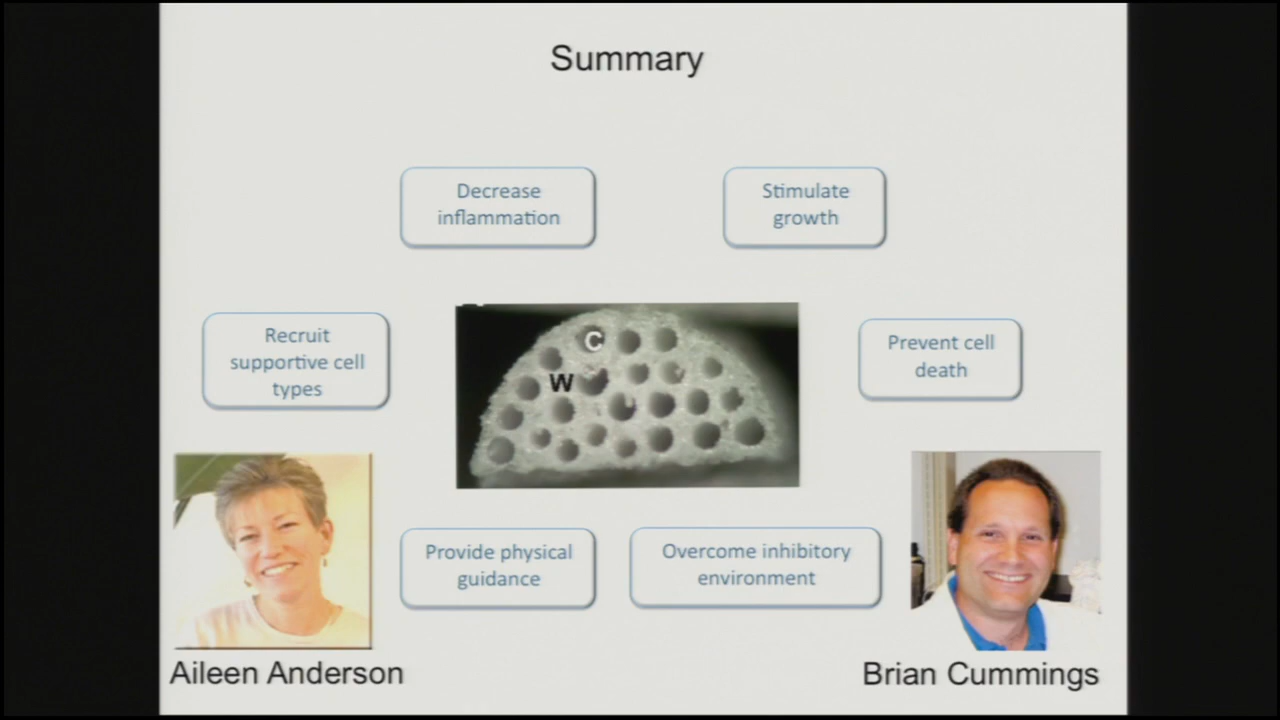 Summary
Decrease
inflammation
Stimulate
growth
Recruit
supportive cell
types
C
W
Prevent cell
death
Provide physical
guidance
Overcome inhibitory
environment
Aileen Anderson
Brian Cummings